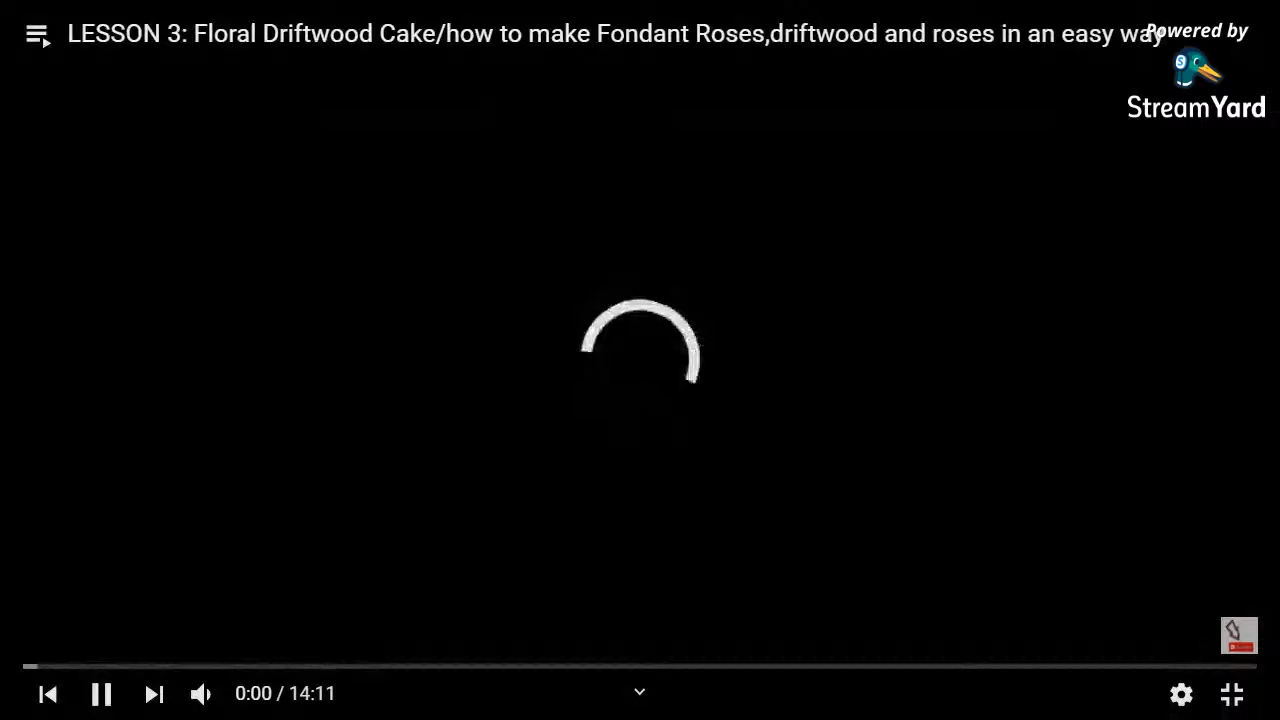 LESSON 3: Floral Driftwood Cake/how to make Fondant Roses,driftwood and roses in an easy way
Powered by
StreamYard
0:00 / 14:11